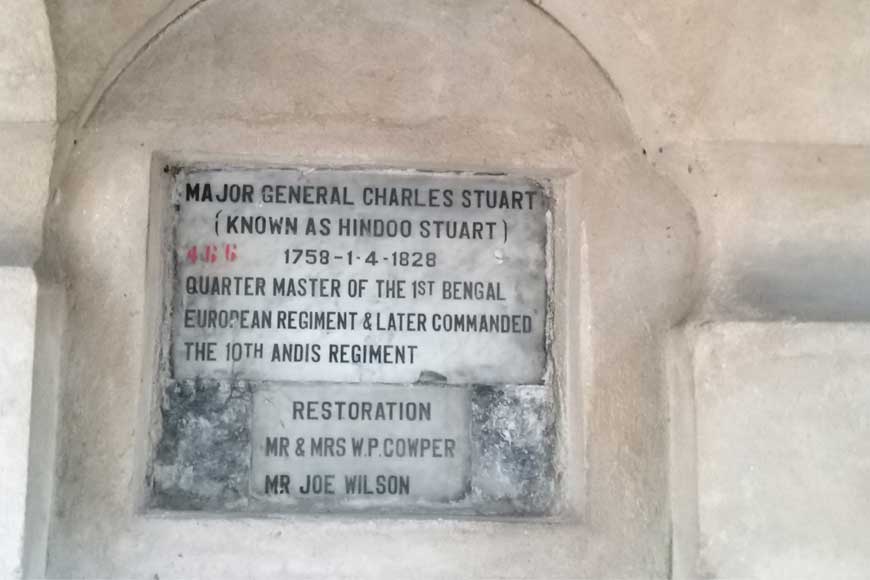 MAJOR GENERAL CHARLES STUART
(KNOWN AS HINDOO STUART)
466 1758-1-4-1828
QUARTER MASTER OF THE 1ST BENGAL
EUROPEAN REGIMENT & LATER COMMANDED
THE 10TH ANDIS REGIMENT
RESTORATION
MR & MRS W.P. COWPER
MR JOE WILSON